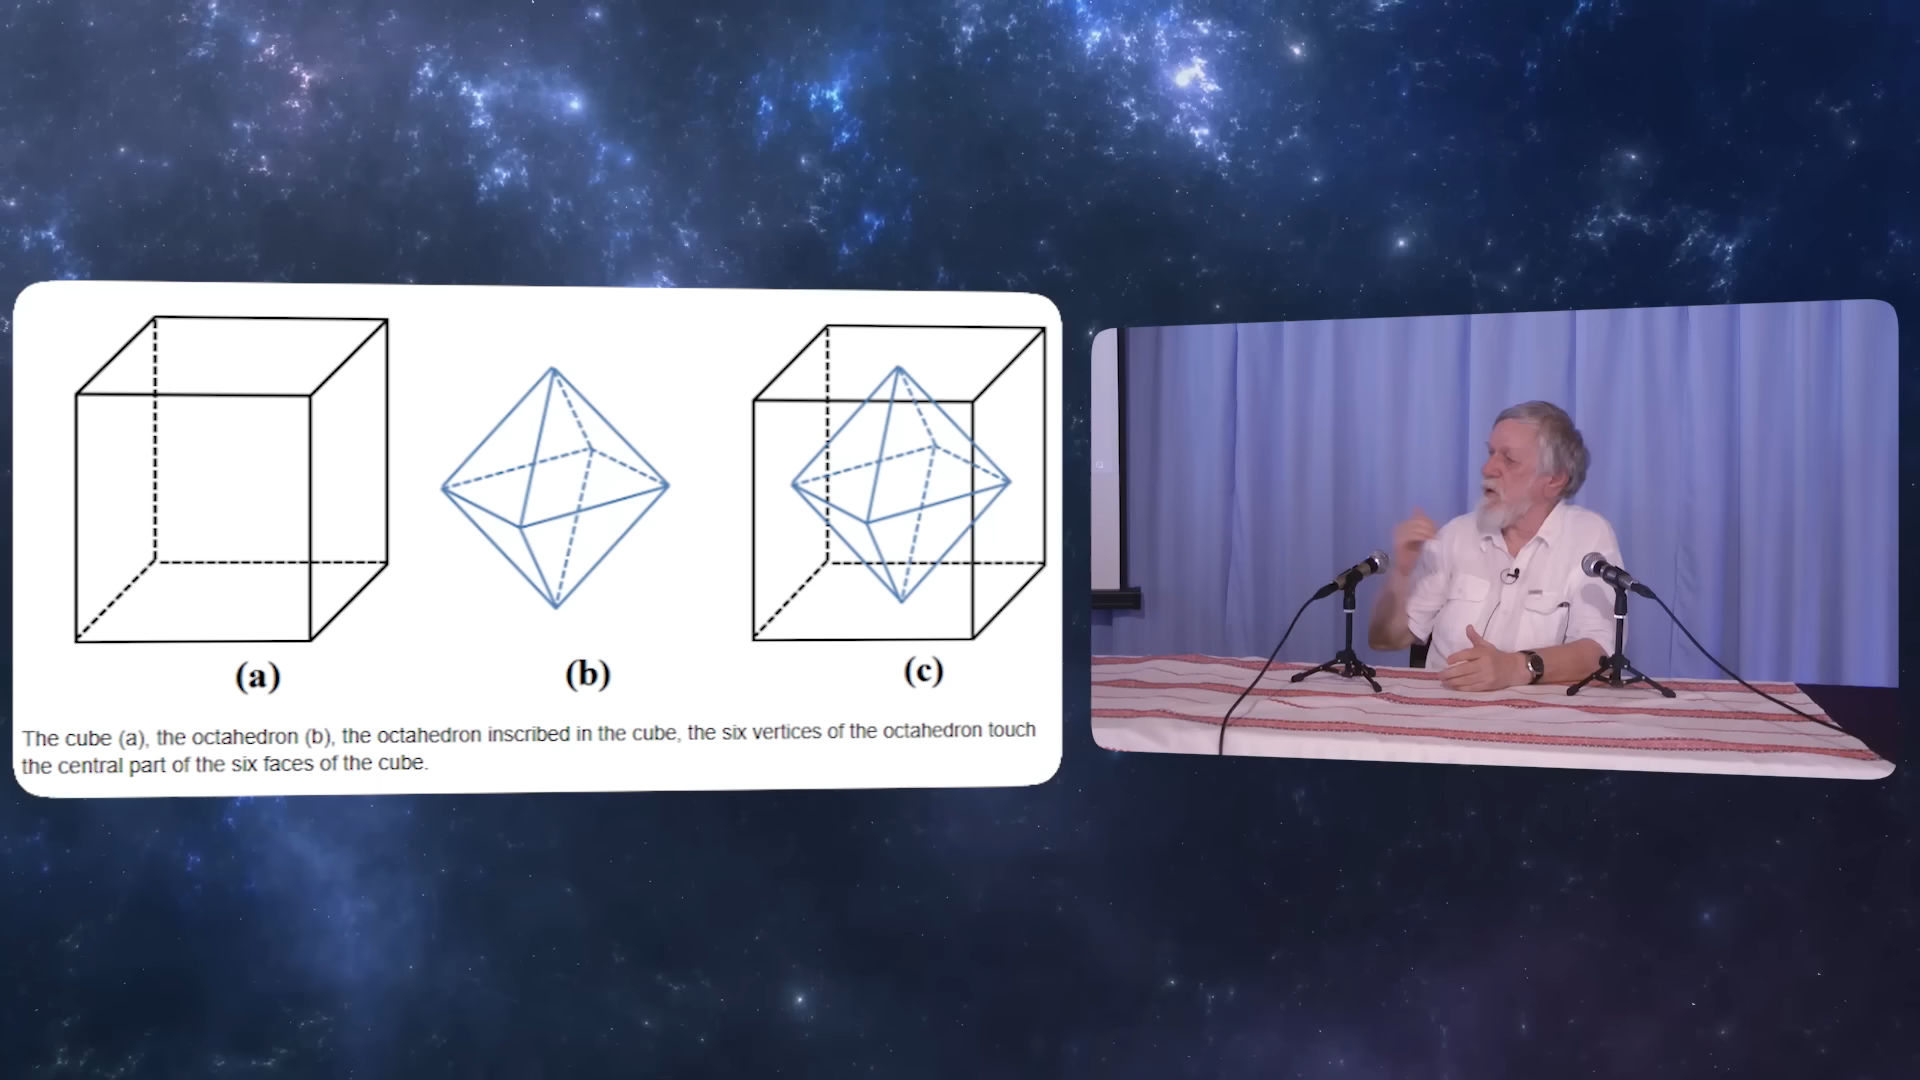 (a) (b) (c)
The cube (a), the octahedron (b), the octahedron inscribed in the cube, the six vertices of the octahedron touch
the central part of the six faces of the cube.